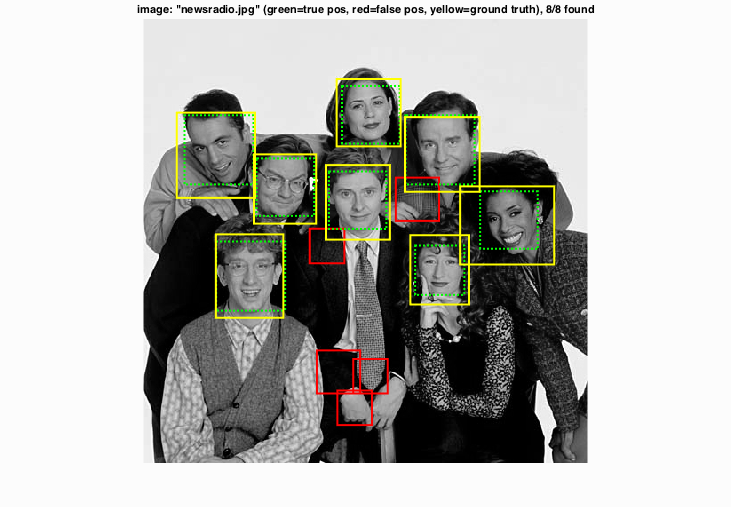 image: "newsradio.jpg" (green=true pos, red=false pos, yellow=ground truth), 8/8 found